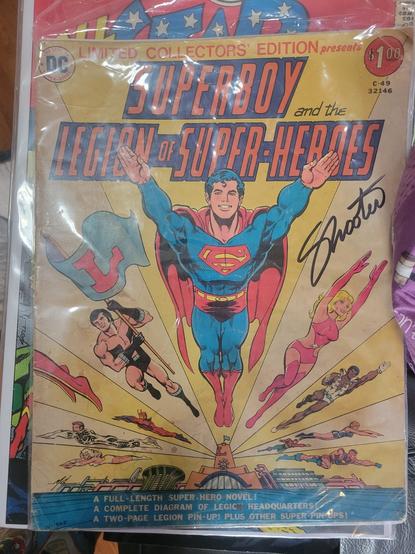 STAR
LIMITED COLLECTORS' EDITION presents
DC
$1.00
C-49
32146
SUPERBOY
and the
LEGION OF SUPER-HEROES
Shooter
L
S
A FULL-LENGTH SUPER-HERO NOVEL!
A COMPLETE DIAGRAM OF LEGION HEADQUARTERS!
A TWO-PAGE LEGION PIN-UP! PLUS OTHER SUPER PIN-UPS!